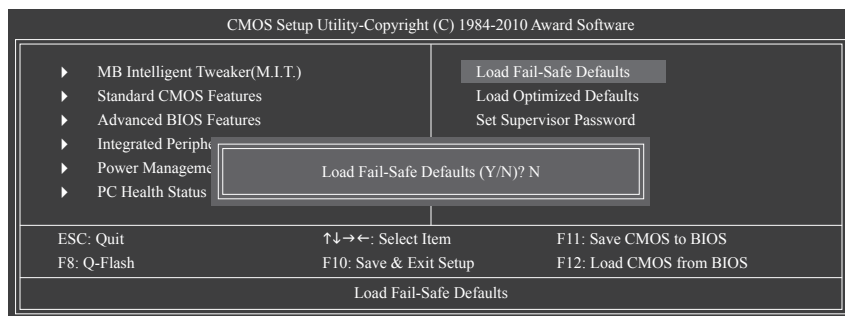 CMOS Setup Utility-Copyright (C) 1984-2010 Award Software
MB Intelligent Tweaker(M.I.T.)
Standard CMOS Features
Advanced BIOS Features
Integrated Periphe
Power Manageme
PC Health Status
Load Fail-Safe Defaults
Load Optimized Defaults
Set Supervisor Password
Load Fail-Safe Defaults (Y/N)? N
ESC: Quit ↑↓→←: Select Item F11: Save CMOS to BIOS
F8: Q-Flash F10: Save & Exit Setup F12: Load CMOS from BIOS
Load Fail-Safe Defaults